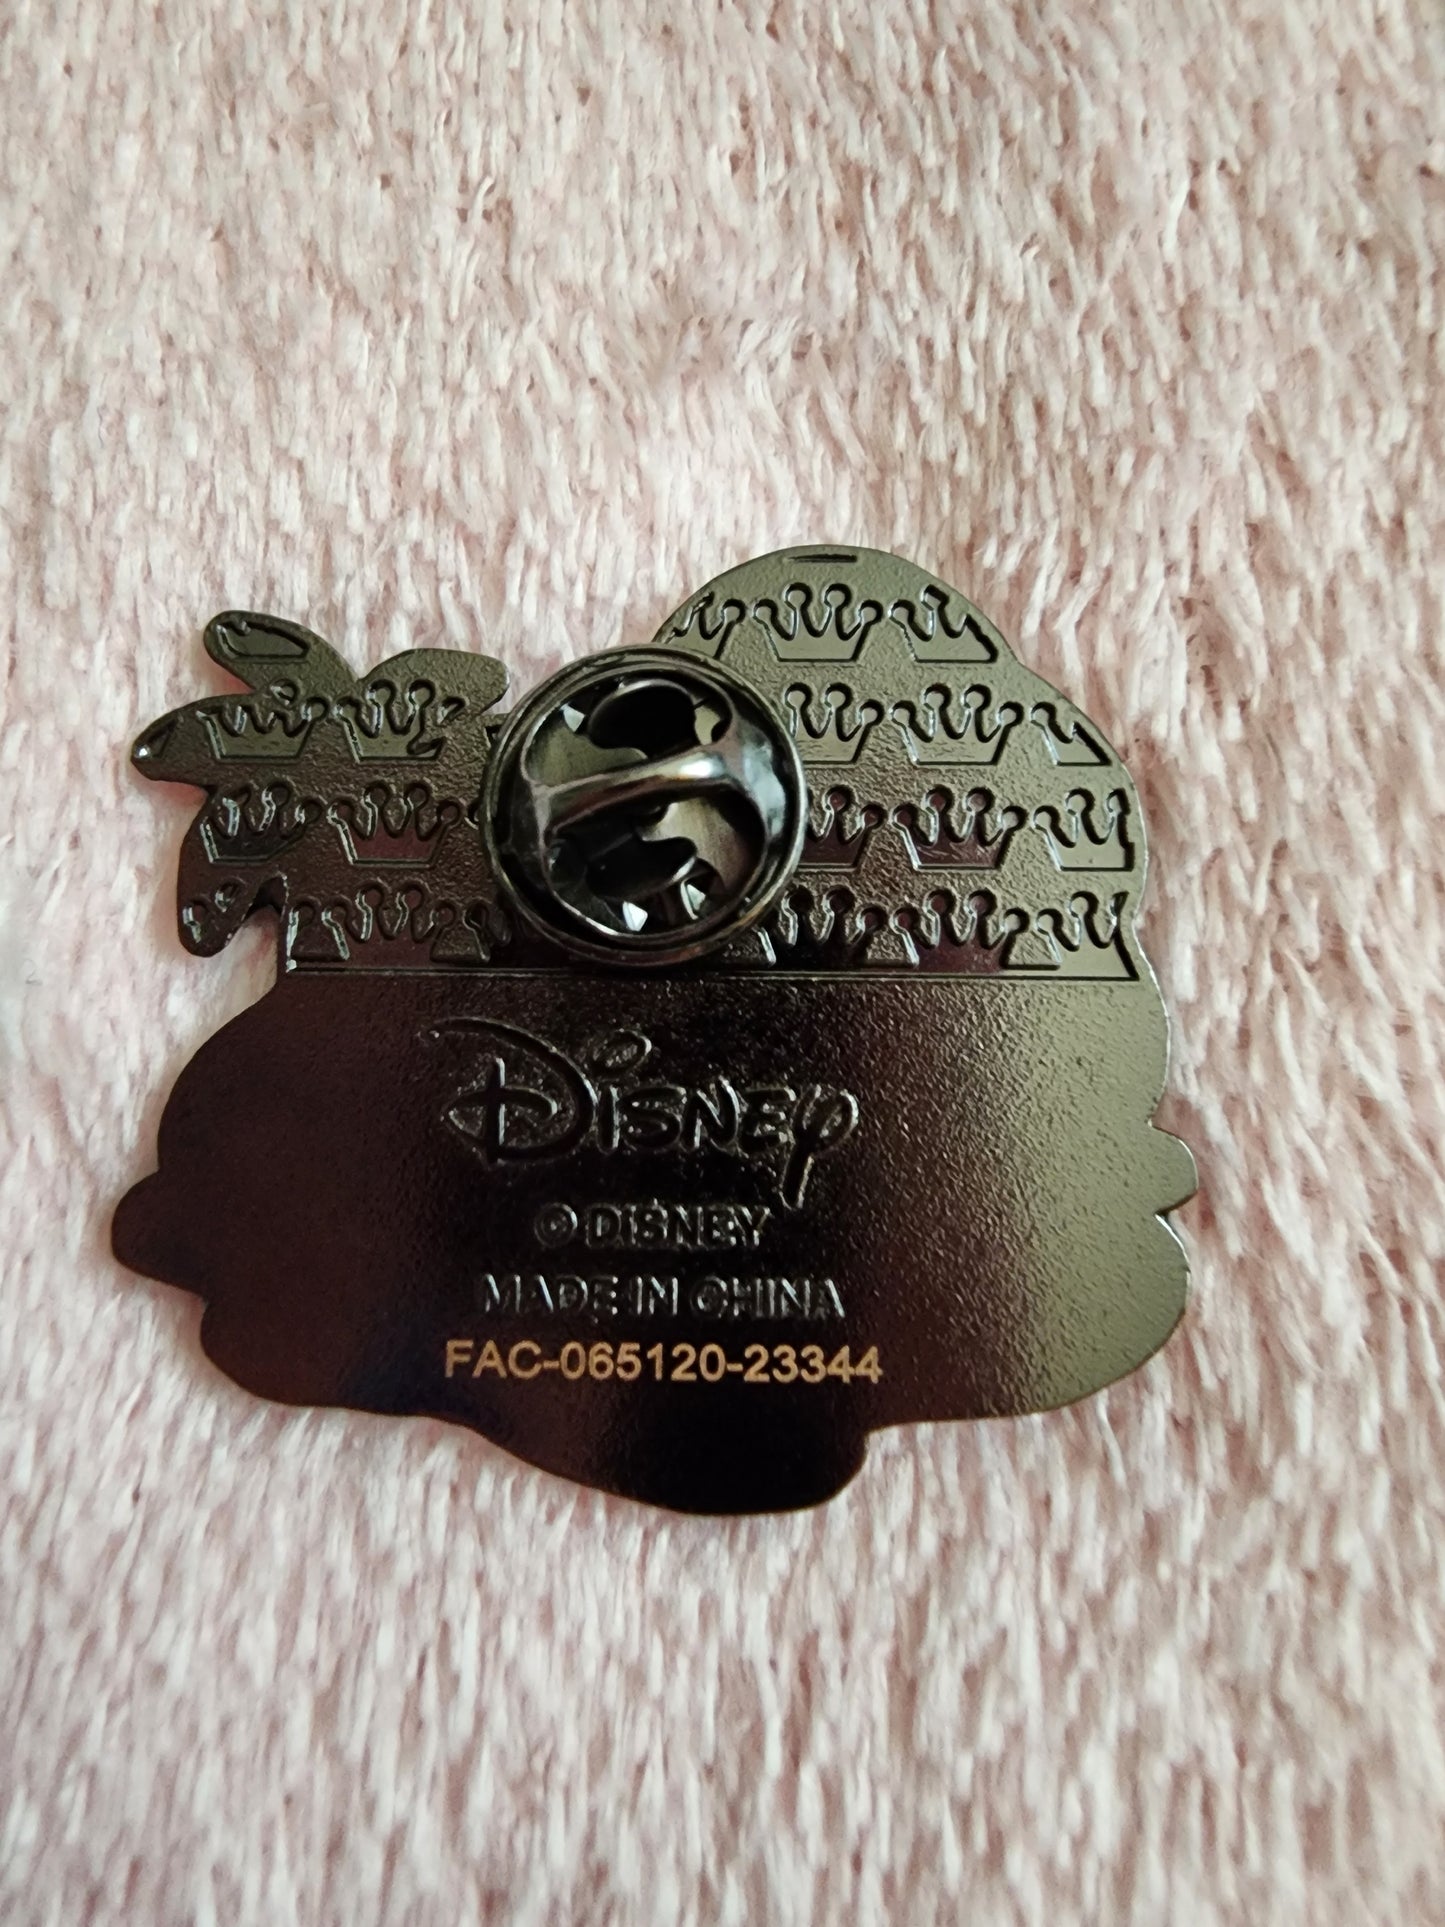 Disney
© DISNEY
MADE IN CHINA
FAC-065120-23344